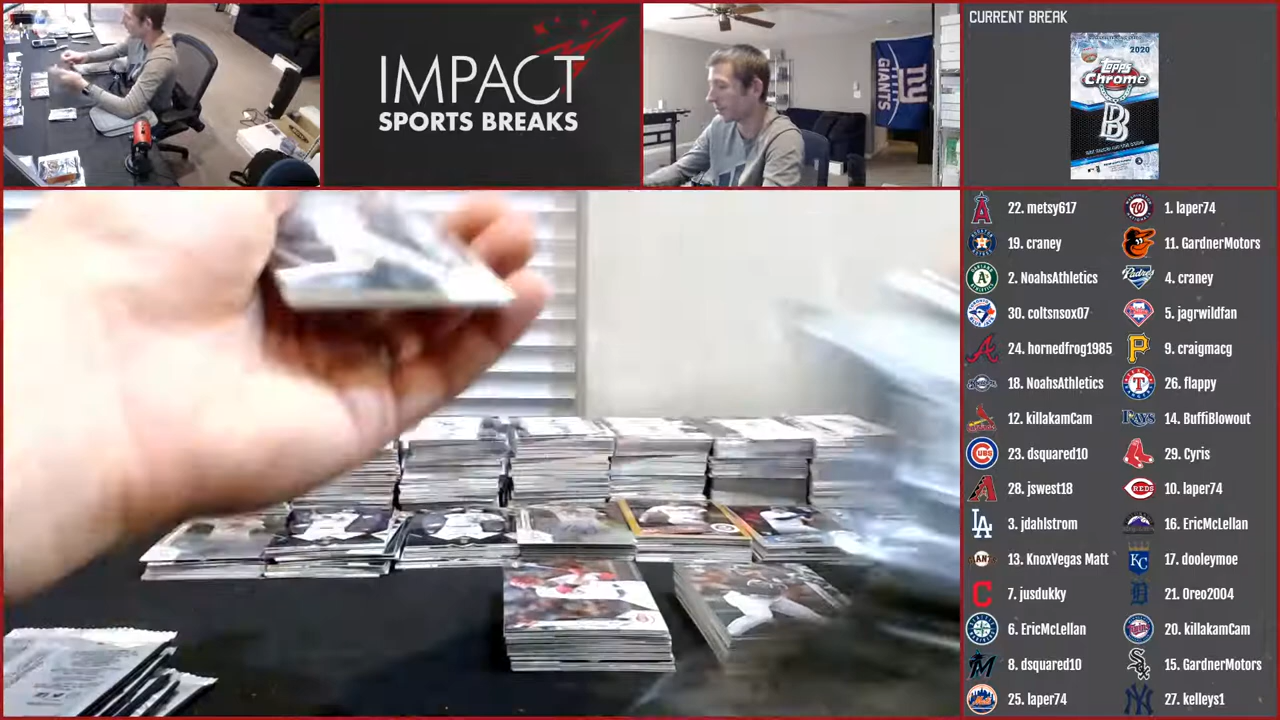 IMPACT
SPORTS BREAKS
NY
GIANTS
CURRENT BREAK
2020
Topps
Chrome
B
22. metsy617
19. craney
2. NoahsAthletics
30. coltsnsox07
24. hornedfrog1985
18. NoahsAthletics
12. killakamCam
23. dsquared10
28. jswest18
3. jdahlstrom
13. KnoxVegas Matt
7. jusdukky
6. EricMcLellan
8. dsquared10
25. laper74
1. laper74
11. GardnerMotors
4. craney
5. jagrwildfan
9. craigmacg
26. flappy
14. BuffiBlowout
29. Cyris
10. laper74
16. EricMcLellan
17. dooleymoe
21. Oreo2004
20. killakamCam
15. GardnerMotors
27. kelleys1